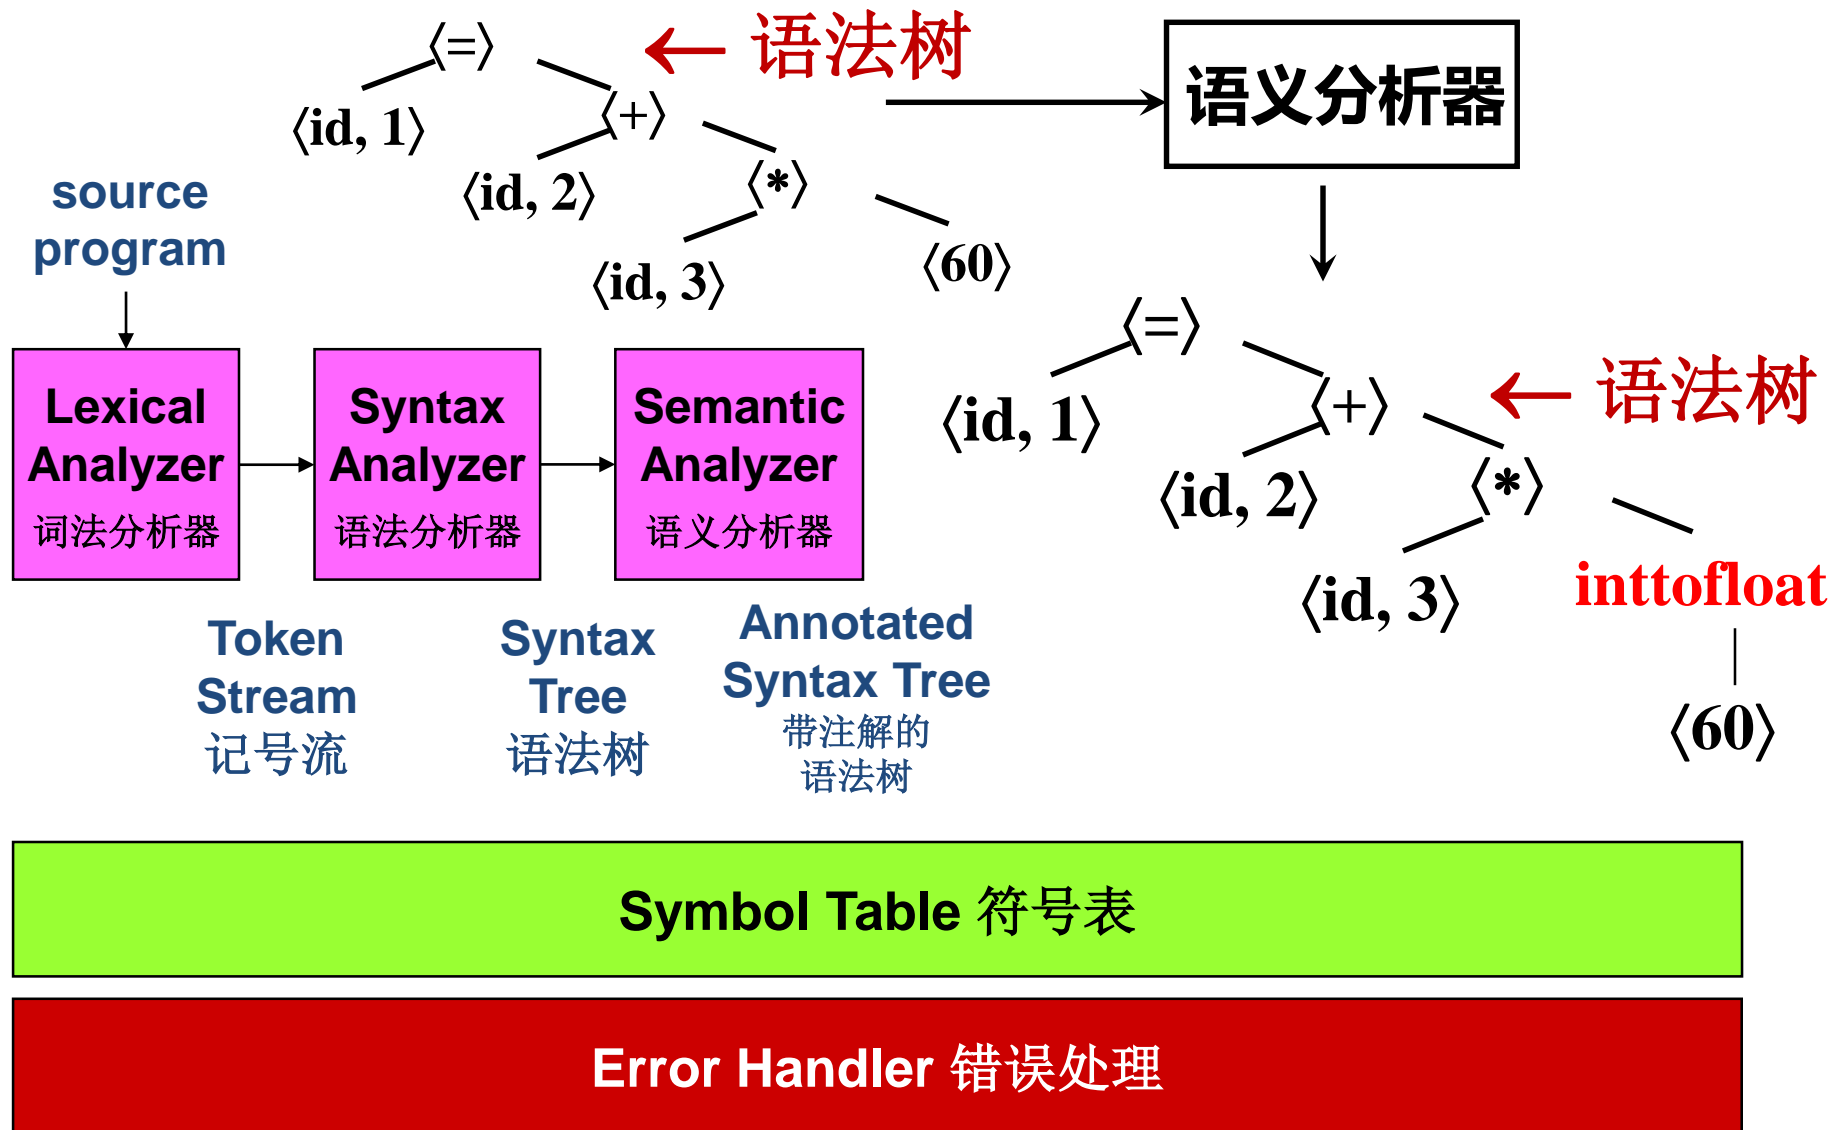 ⟨=⟩
← 语法树
语义分析器
⟨id, 1⟩
⟨+⟩
⟨id, 2⟩
⟨*⟩
⟨id, 3⟩
⟨60⟩
source
program
Lexical
Analyzer
词法分析器
Syntax
Analyzer
语法分析器
Semantic
Analyzer
语义分析器
Token
Stream
记号流
Syntax
Tree
语法树
Annotated
Syntax Tree
带注解的
语法树
⟨=⟩
← 语法树
⟨id, 1⟩
⟨+⟩
⟨id, 2⟩
⟨*⟩
⟨id, 3⟩
inttofloat
⟨60⟩
Symbol Table 符号表
Error Handler 错误处理